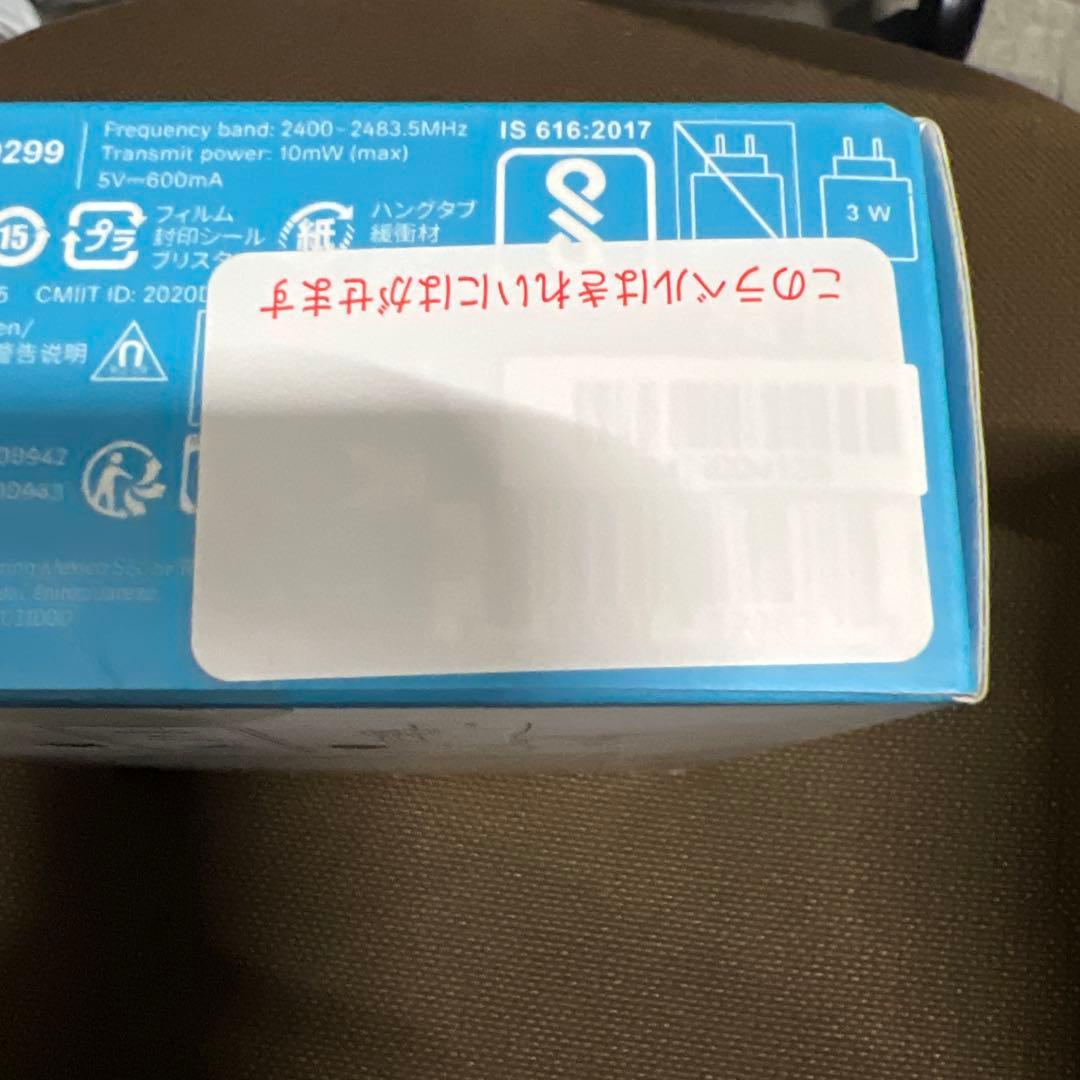 299
Frequency band: 2400-2483.5MHz
Transmit power: 10mW (max)
5V⎓600mA
IS 616:2017
3 W
15
プラ
フィルム
封印シール
ブリスタ
紙
ハングタブ
緩衝材
CMIIT ID: 2020D
en/
警告说明
このラベルはきれいにはがせます